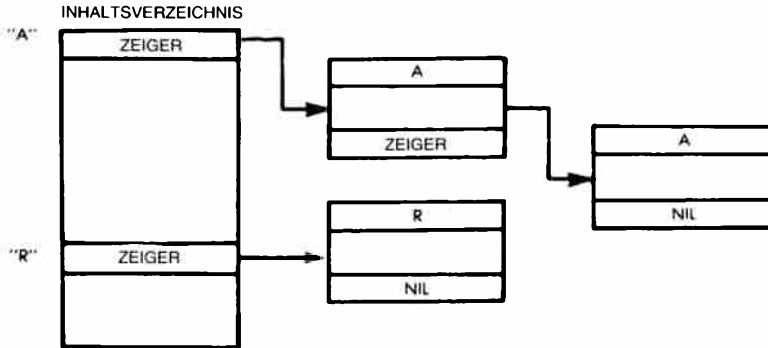 INHALTSVERZEICHNIS
"A"
ZEIGER
A
ZEIGER
A
NIL
"R"
ZEIGER
R
NIL